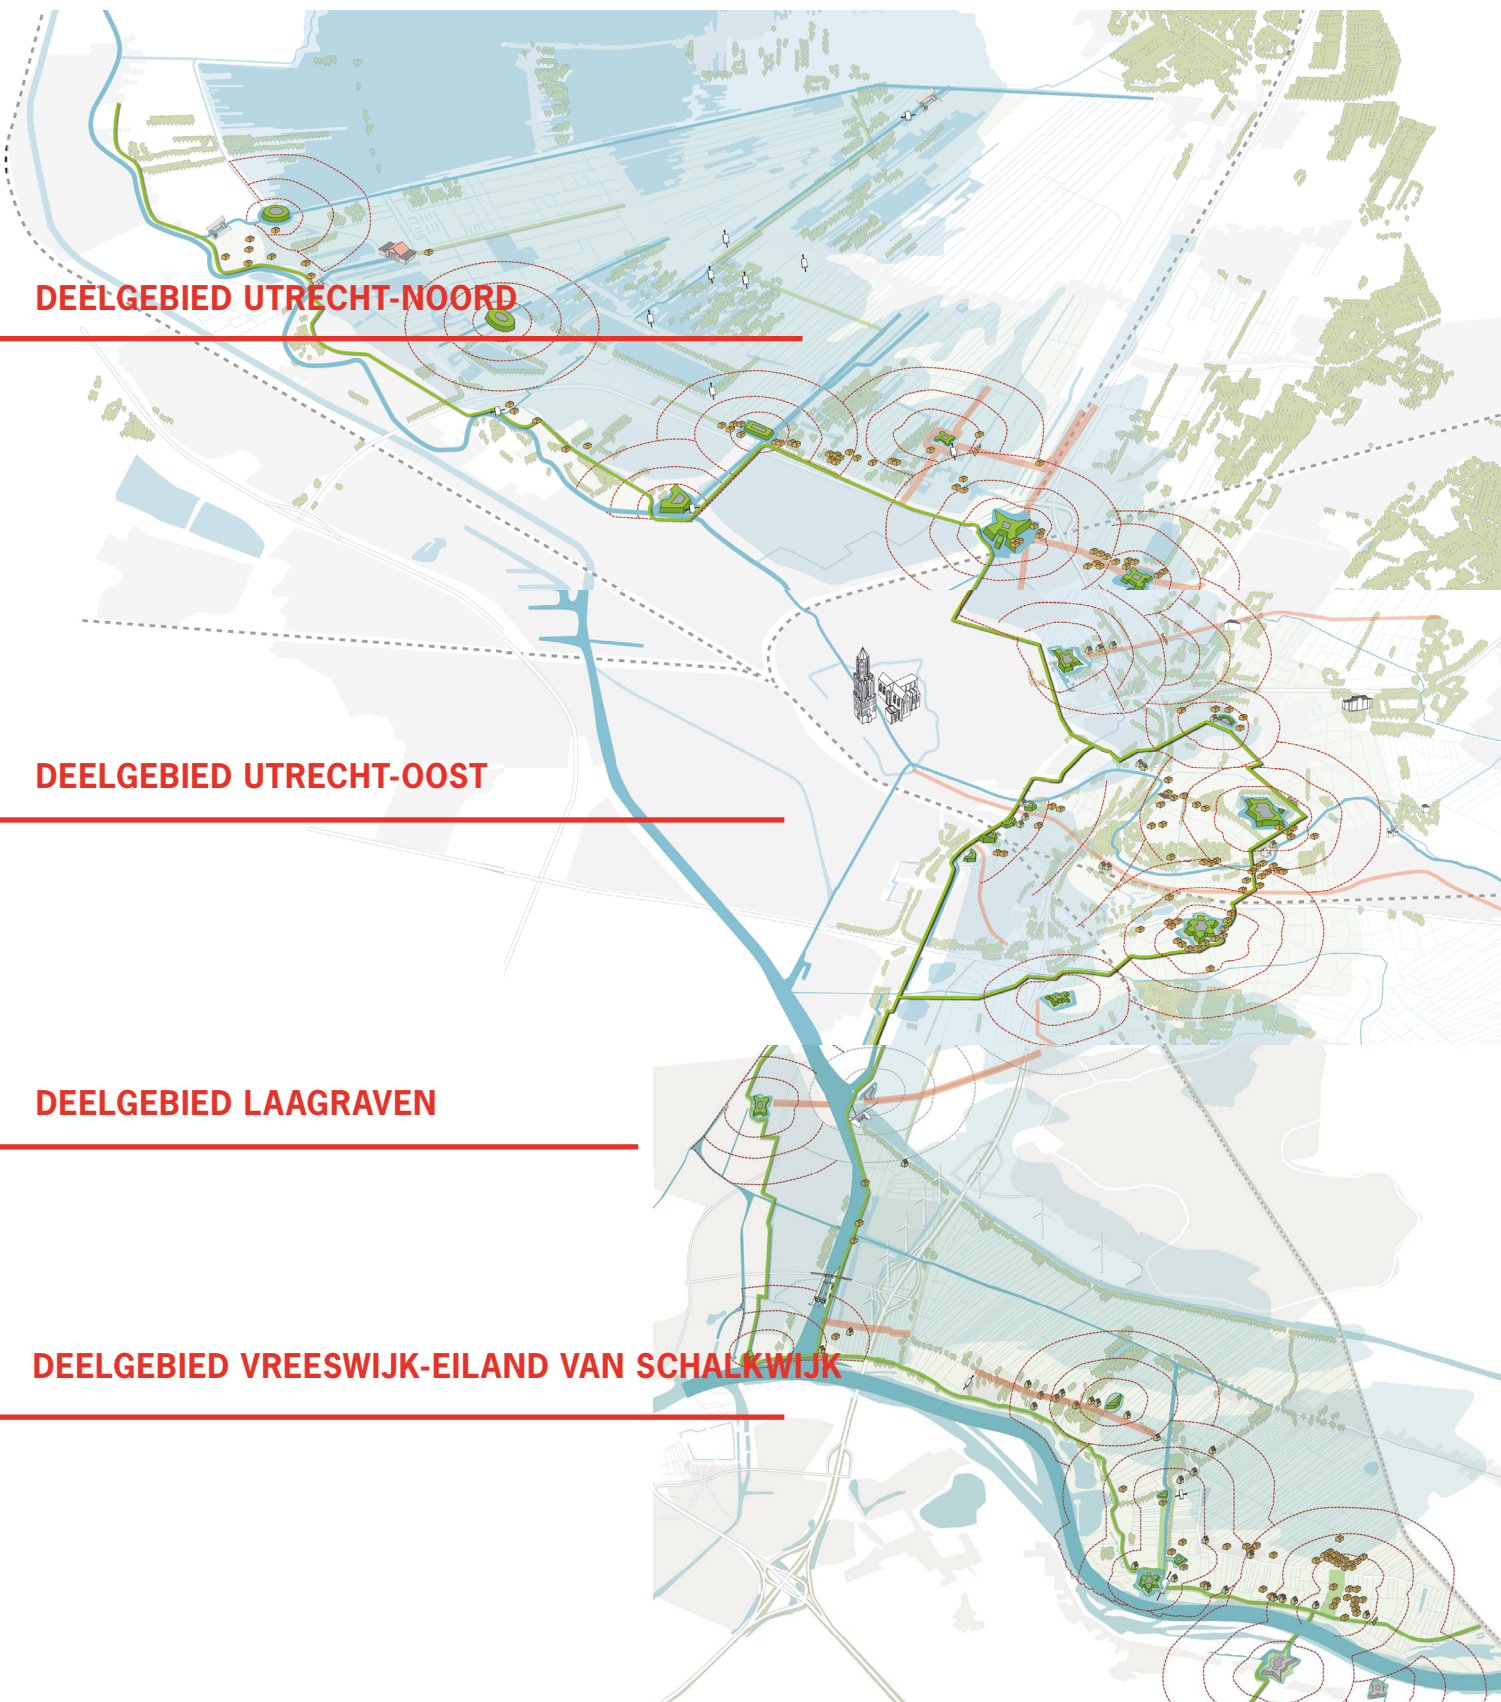 DEELGEBIED UTRECHT-NOORD
DEELGEBIED UTRECHT-OOST
DEELGEBIED LAAGRAVEN
DEELGEBIED VREESWIJK-EILAND VAN SCHALKWIJK